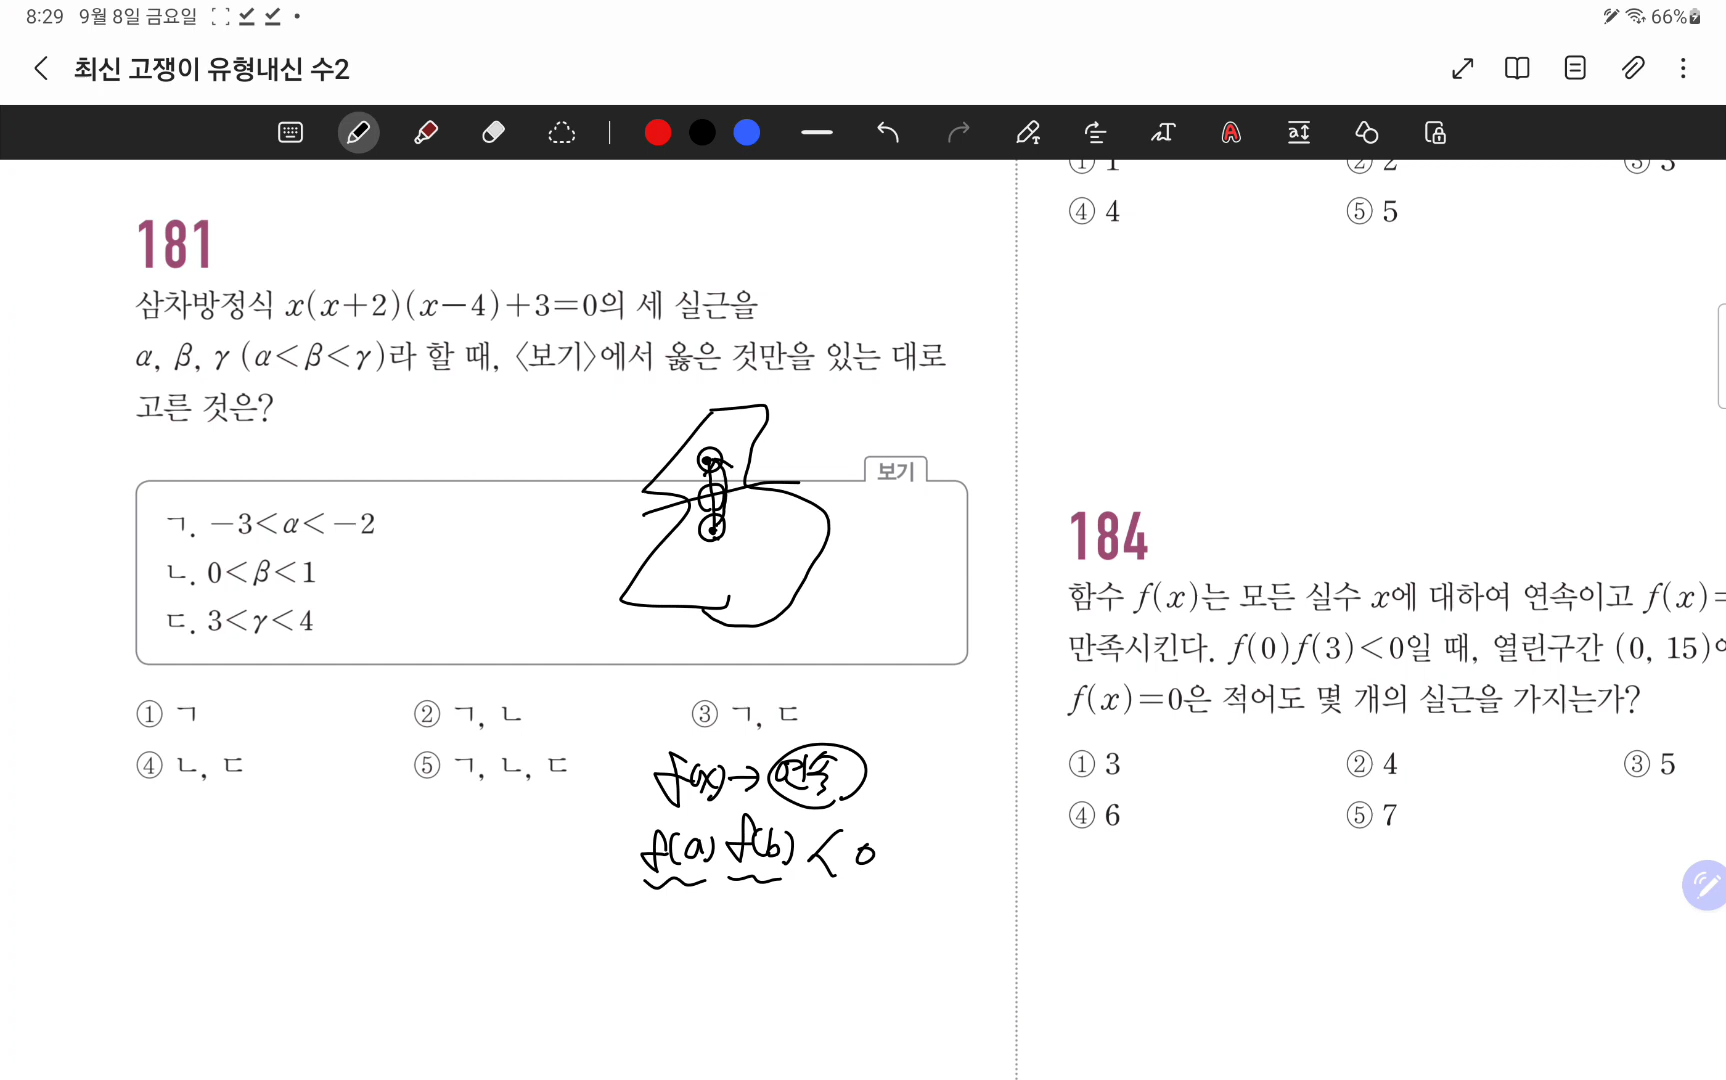 8:29 9월 8일 금요일
66%
최신 고쟁이 유형내신 수2
181
삼차방정식 x(x+2)(x-4)+3=0의 세 실근을
α, β, γ (α<β<γ)라 할 때, 〈보기〉에서 옳은 것만을 있는 대로
고른 것은?
보기
ㄱ. -3<α<-2
ㄴ. 0<β<1
ㄷ. 3<γ<4
① ㄱ ② ㄱ, ㄴ ③ ㄱ, ㄷ
④ ㄴ, ㄷ ⑤ ㄱ, ㄴ, ㄷ
f(x)→연속
f(a) f(b) < 0
① 1 ② 2 ③ 3
④ 4 ⑤ 5
184
함수 f(x)는 모든 실수 x에 대하여 연속이고 f(x)=
만족시킨다. f(0)f(3)<0일 때, 열린구간 (0, 15)
f(x)=0은 적어도 몇 개의 실근을 가지는가?
① 3 ② 4 ③ 5
④ 6 ⑤ 7